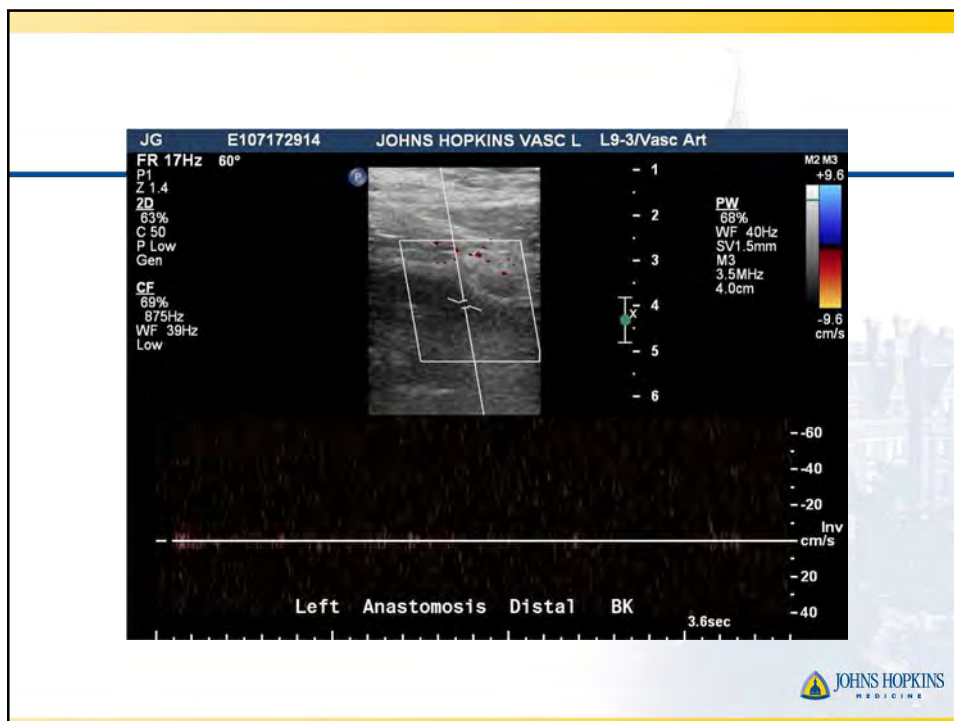 JG E107172914 JOHNS HOPKINS VASC L L9-3/Vasc Art
FR 17Hz 60°
P1
Z 1.4
2D
63%
C 50
P Low
Gen
CF
69%
875Hz
WF 39Hz
Low
P
1
2
3
4
x
5
6
PW
68%
WF 40Hz
SV1.5mm
M3
3.5MHz
4.0cm
M2 M3
+9.6
-9.6
cm/s
-60
-40
-20
Inv
cm/s
20
40
Left Anastomosis Distal BK
3.6sec
JOHNS HOPKINS
MEDICINE